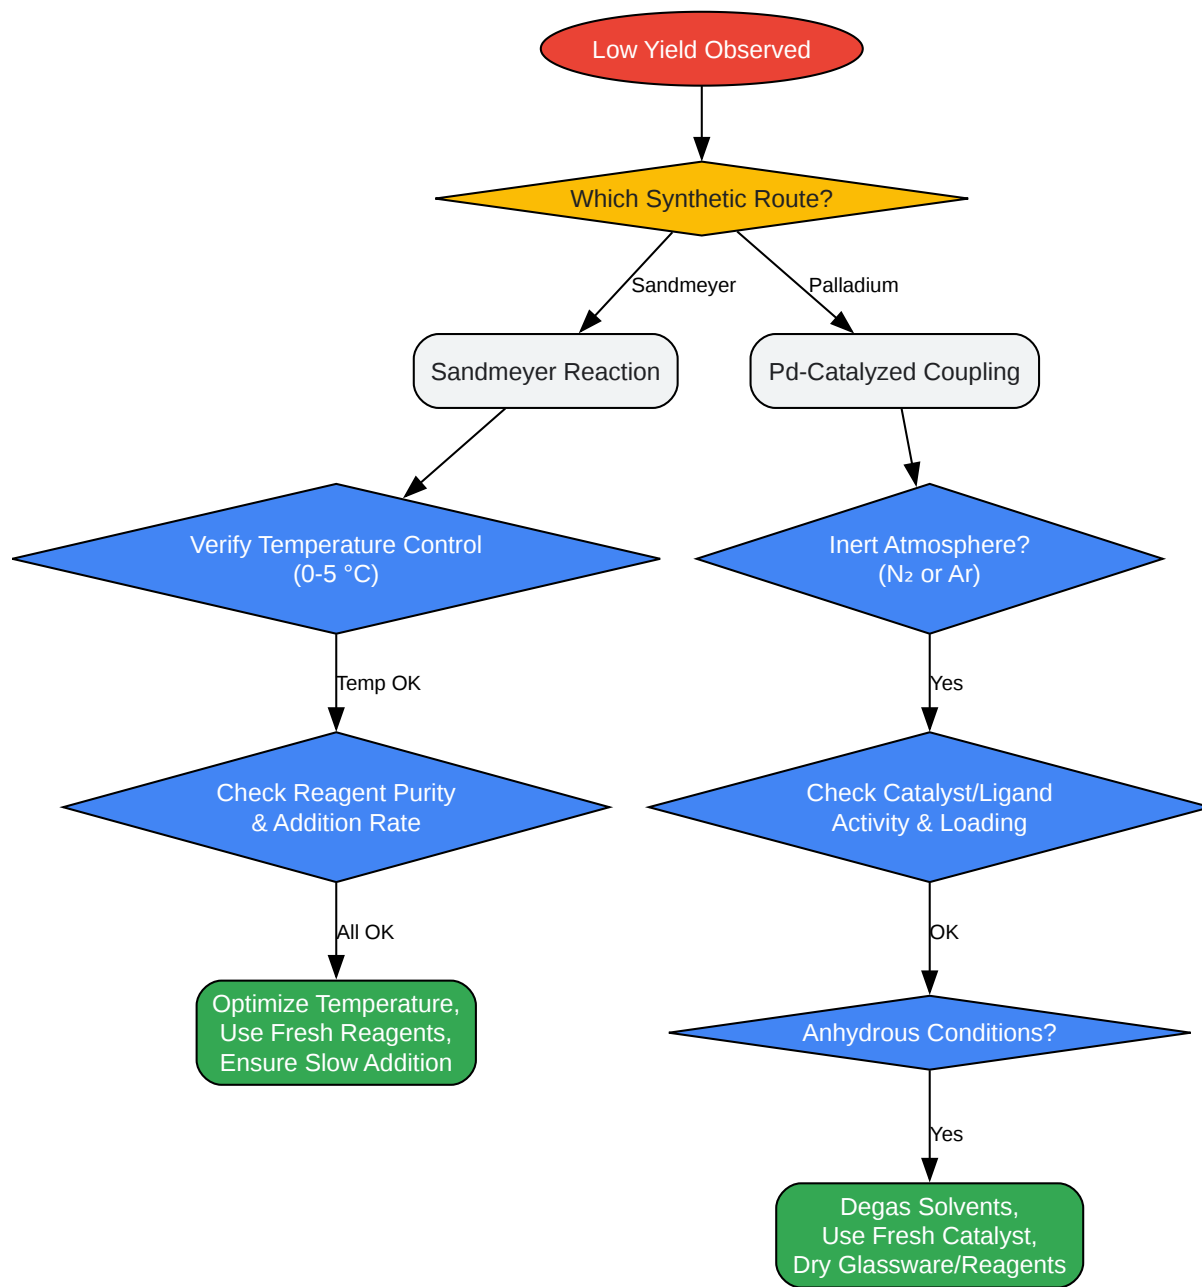 Low Yield Observed
Which Synthetic Route?
Sandmeyer
Palladium
Sandmeyer Reaction
Pd-Catalyzed Coupling
Verify Temperature Control
(0-5 °C)
Inert Atmosphere?
(N₂ or Ar)
Temp OK
Yes
Check Reagent Purity
& Addition Rate
Check Catalyst/Ligand
Activity & Loading
All OK
OK
Optimize Temperature,
Use Fresh Reagents,
Ensure Slow Addition
Anhydrous Conditions?
Yes
Degas Solvents,
Use Fresh Catalyst,
Dry Glassware/Reagents